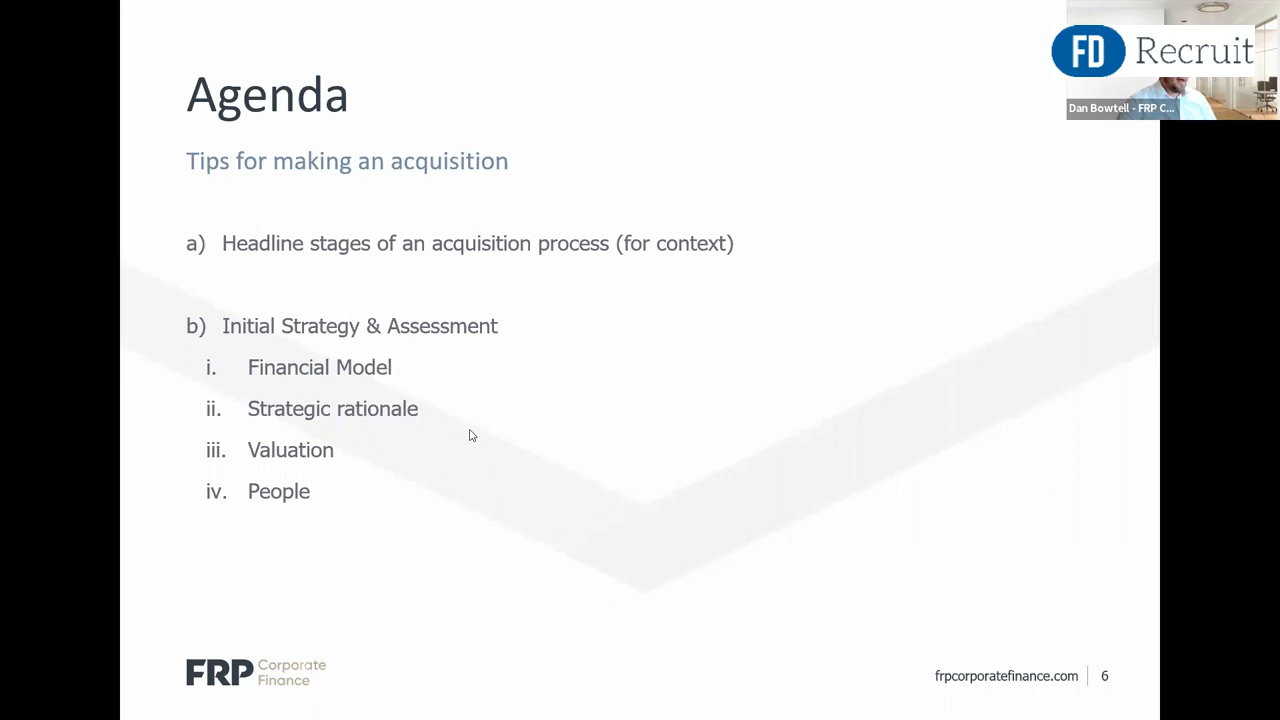 Agenda
Tips for making an acquisition
a) Headline stages of an acquisition process (for context)
b) Initial Strategy & Assessment
i. Financial Model
ii. Strategic rationale
iii. Valuation
iv. People
FRP Corporate Finance
frpcorporatefinance.com 6
FD Recruit
Dan Bowtell - FRP C...